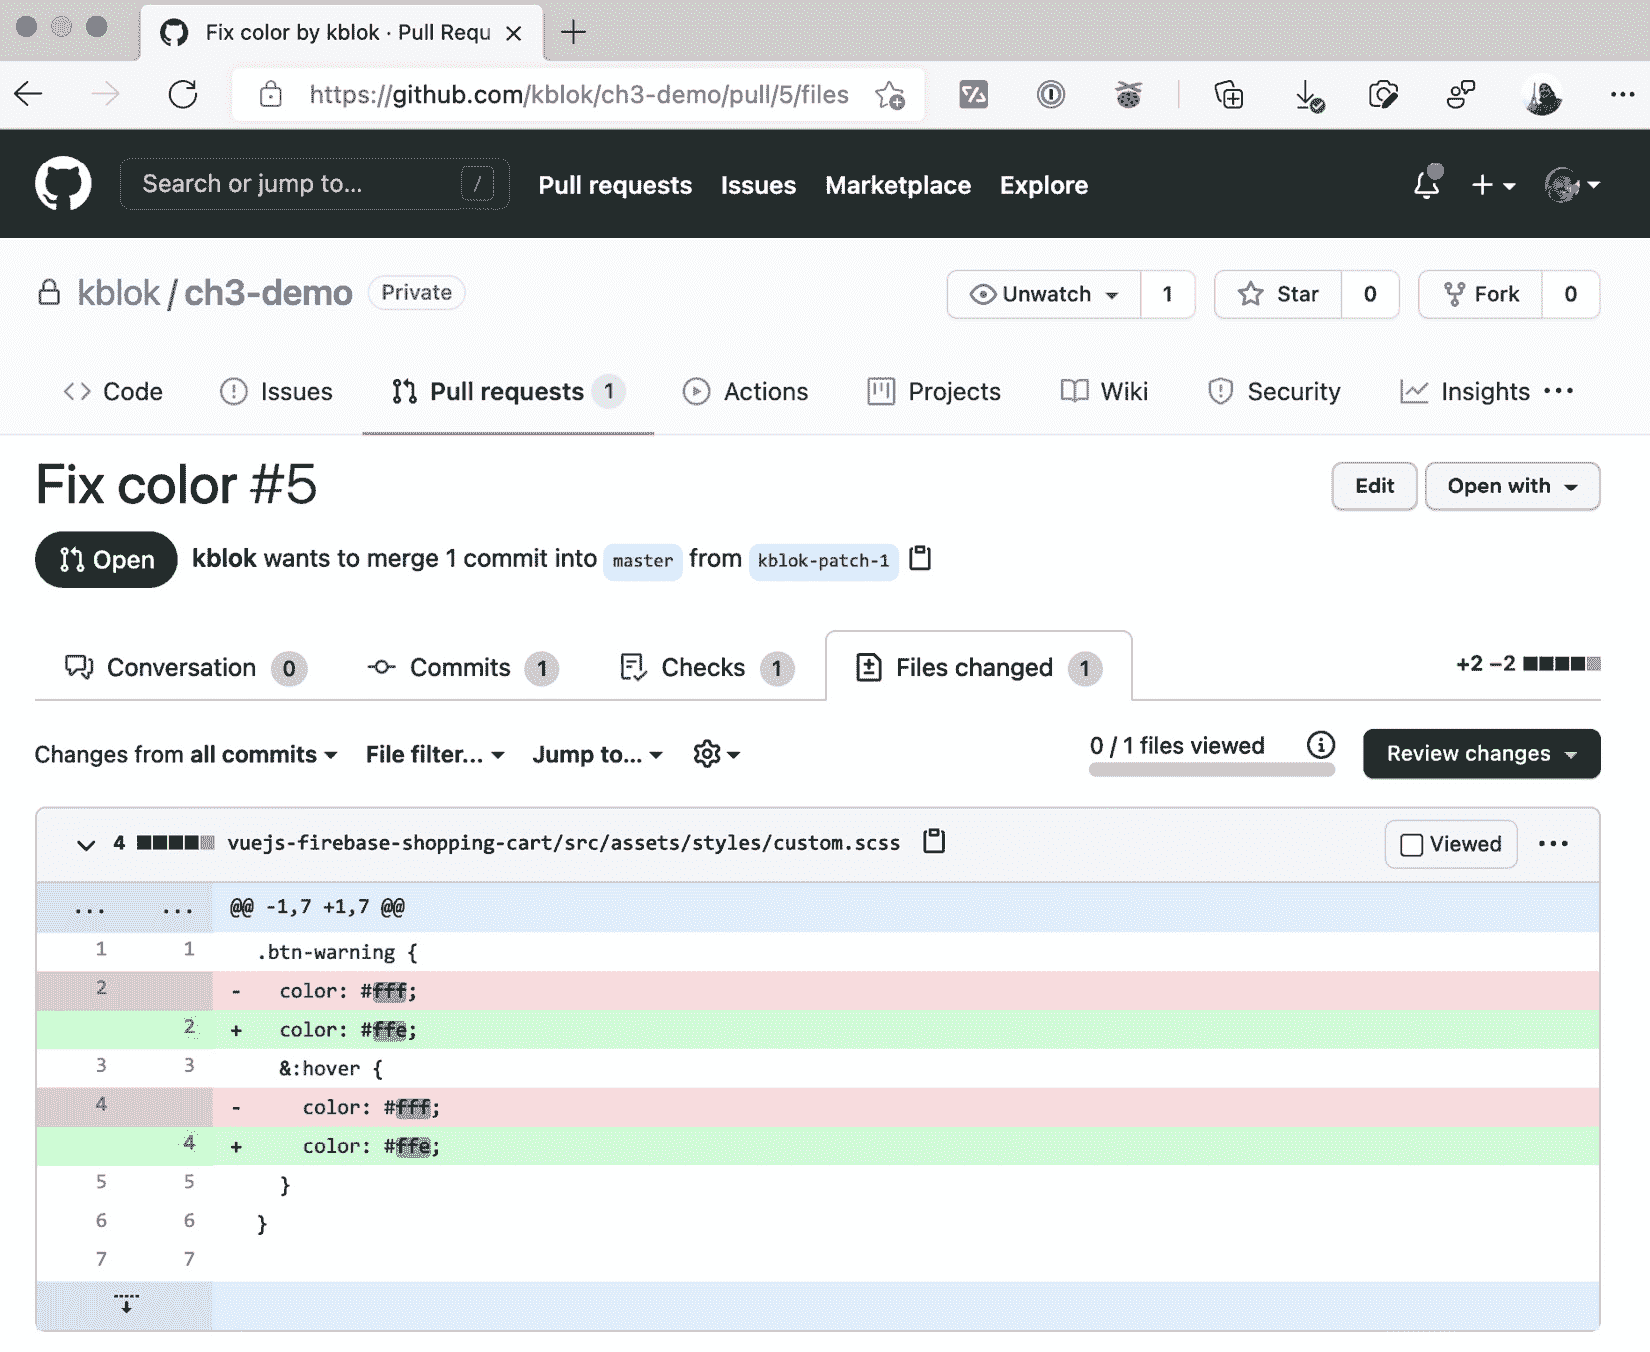 Fix color by kblok · Pull Requ
https://github.com/kblok/ch3-demo/pull/5/files
Search or jump to... / Pull requests Issues Marketplace Explore
kblok / ch3-demo Private Unwatch 1 Star 0 Fork 0
Code Issues Pull requests 1 Actions Projects Wiki Security Insights ...
Fix color #5 Edit Open with
Open kblok wants to merge 1 commit into master from kblok-patch-1
Conversation 0 Commits 1 Checks 1 Files changed 1 +2 −2
Changes from all commits File filter... Jump to... 0 / 1 files viewed Review changes
4 vuejs-firebase-shopping-cart/src/assets/styles/custom.scss Viewed ...
... ... @@ -1,7 +1,7 @@
1 1 .btn-warning {
2 - color: #fff;
2 + color: #ffe;
3 3 &:hover {
4 - color: #fff;
4 + color: #ffe;
5 5 }
6 6 }
7 7